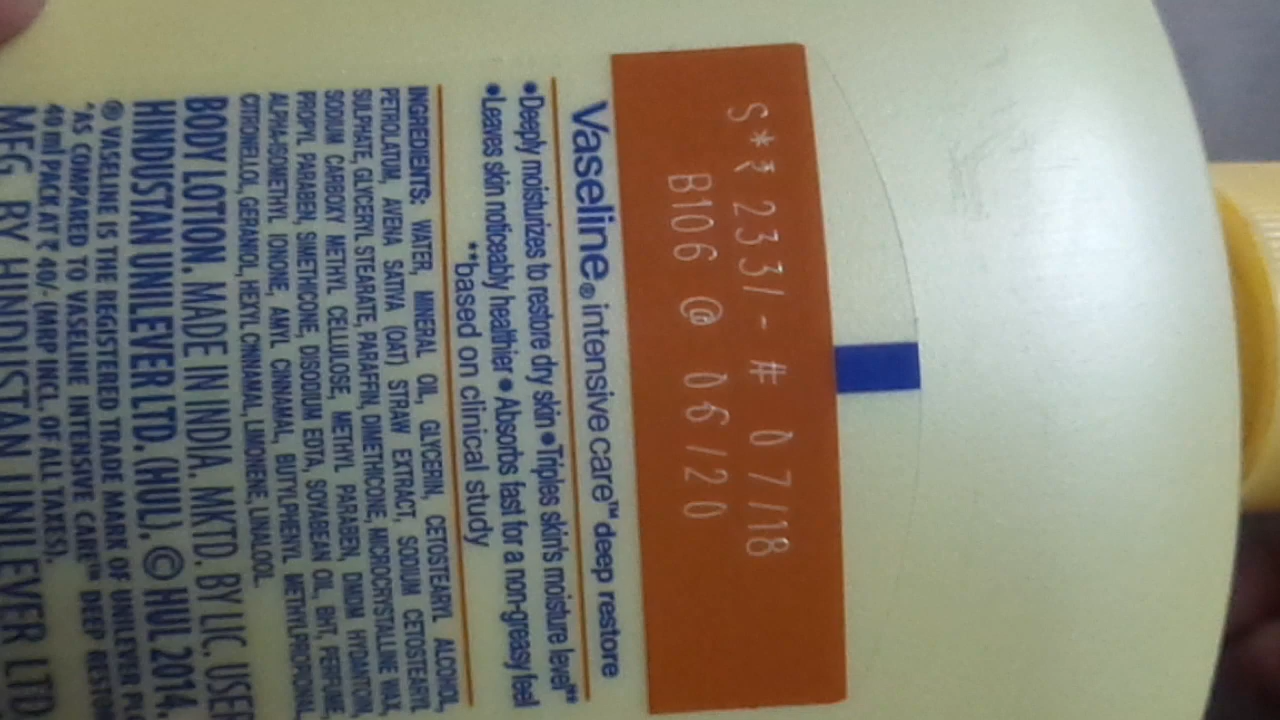 S*₹ 233/- # 07/18
B106 @ 06/20
Vaseline® intensive care™ deep restore
•Deeply moisturizes to restore dry skin •Triples skin's moisture level**
•Leaves skin noticeably healthier • Absorbs fast for a non-greasy feel
**based on clinical study
INGREDIENTS: WATER, MINERAL OIL, GLYCERIN, CETOSTEARYL ALCOHOL,
PETROLATUM, AVENA SATIVA (OAT) STRAW EXTRACT, SODIUM CETOSTEARYL
SULPHATE, GLYCERYL STEARATE, PARAFFIN, DIMETHICONE, MICROCRYSTALLINE WAX,
SODIUM CARBOXY METHYL CELLULOSE, METHYL PARABEN, DMDM HYDANTOIN,
PROPYL PARABEN, SIMETHICONE, DISODIUM EDTA, SOYABEAN OIL, BHT, PERFUME,
ALPHA-ISOMETHYL IONONE, AMYL CINNAMAL, BUTYLPHENYL METHYLPROPIONAL,
CITRONELLOL, GERANIOL, HEXYL CINNAMAL, LIMONENE, LINALOOL.
BODY LOTION. MADE IN INDIA. MKTD. BY LIC. USER
HINDUSTAN UNILEVER LTD. (HUL). © HUL 2014.
® VASELINE IS THE REGISTERED TRADE MARK OF UNILEVER PLC
^AS COMPARED TO VASELINE INTENSIVE CARE™ DEEP RESTORE
40 ml PACK AT ₹ 40/- (MRP INCL. OF ALL TAXES).
MFG. BY HINDUSTAN UNILEVER LTD